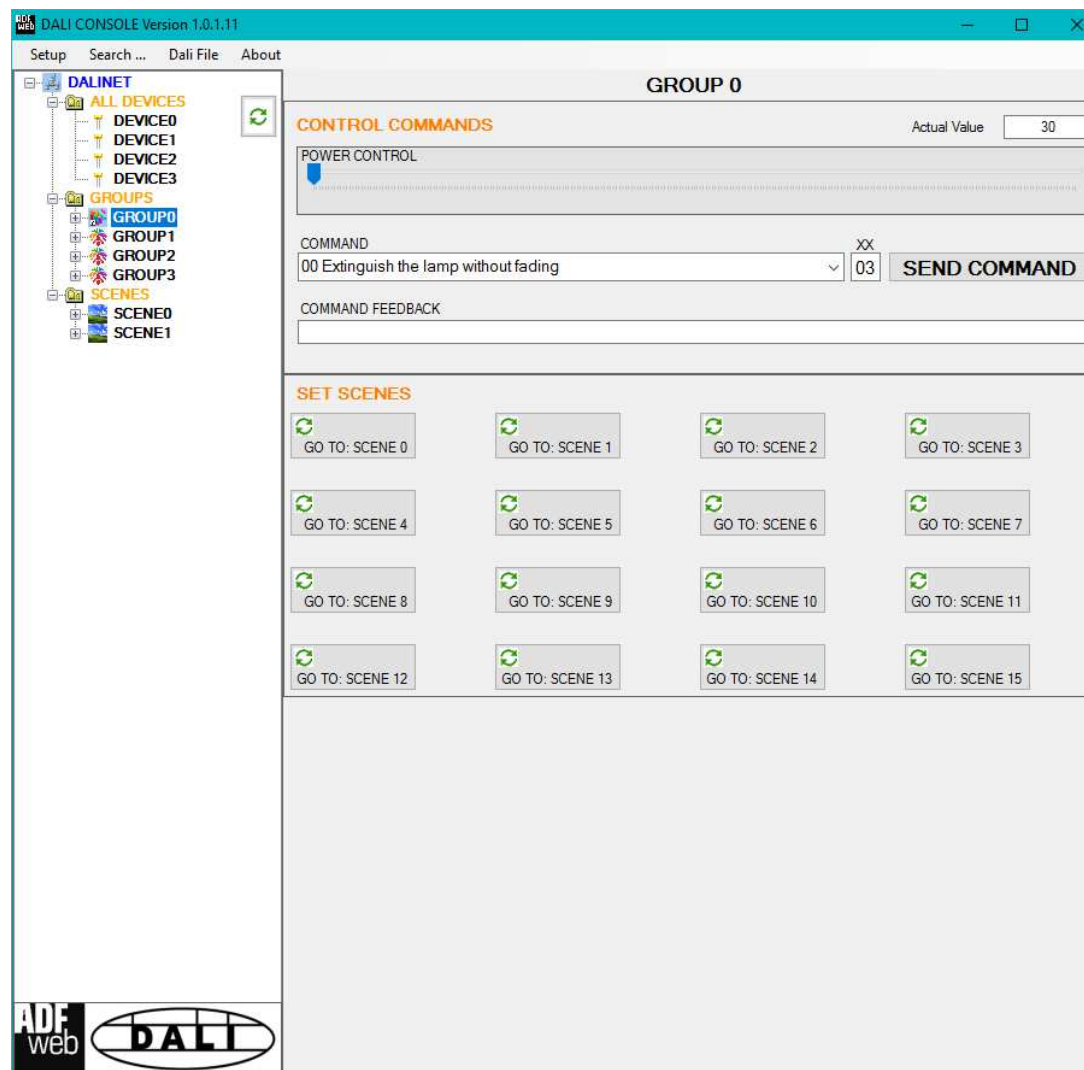 ADF WEB DALI CONSOLE Version 1.0.1.11
Setup Search ... Dali File About
DALINET
ALL DEVICES
DEVICE0
DEVICE1
DEVICE2
DEVICE3
GROUPS
GROUP0
GROUP1
GROUP2
GROUP3
SCENES
SCENE0
SCENE1
ADF
web
DALI
GROUP 0
CONTROL COMMANDS
Actual Value 30
POWER CONTROL
COMMAND XX
00 Extinguish the lamp without fading 03 SEND COMMAND
COMMAND FEEDBACK
SET SCENES
GO TO: SCENE 0 GO TO: SCENE 1 GO TO: SCENE 2 GO TO: SCENE 3
GO TO: SCENE 4 GO TO: SCENE 5 GO TO: SCENE 6 GO TO: SCENE 7
GO TO: SCENE 8 GO TO: SCENE 9 GO TO: SCENE 10 GO TO: SCENE 11
GO TO: SCENE 12 GO TO: SCENE 13 GO TO: SCENE 14 GO TO: SCENE 15